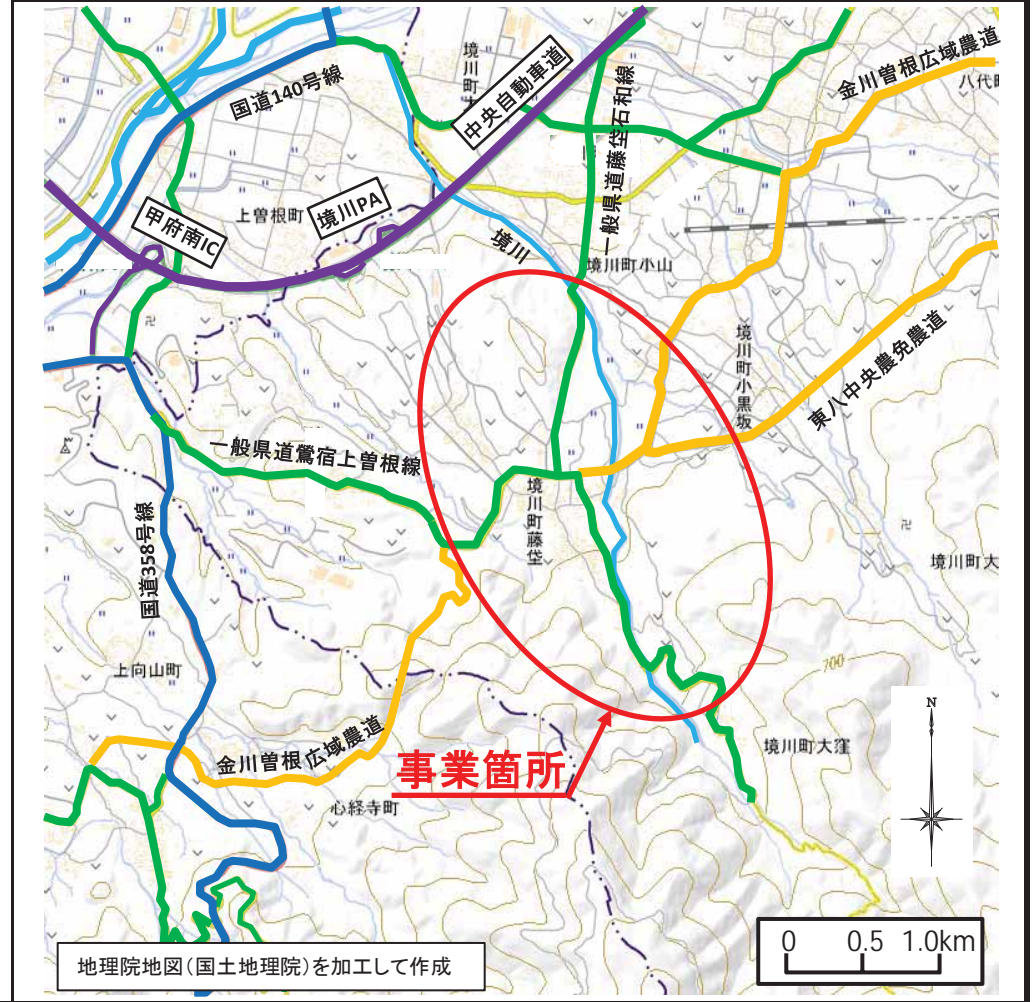 国道140号線
境川町
中央自動車道
一般県道藤垈石和線
金川曽根広域農道
八代町
甲府南IC
上曽根町
境川PA
境川
境川町小山
境川町小黒坂
東八中央農免農道
一般県道鶯宿上曽根線
国道358号線
境川町藤垈
境川町大
上向山町
700
N
金川曽根広域農道
事業箇所
境川町大窪
心経寺町
0 0.5 1.0km
地理院地図(国土地理院)を加工して作成